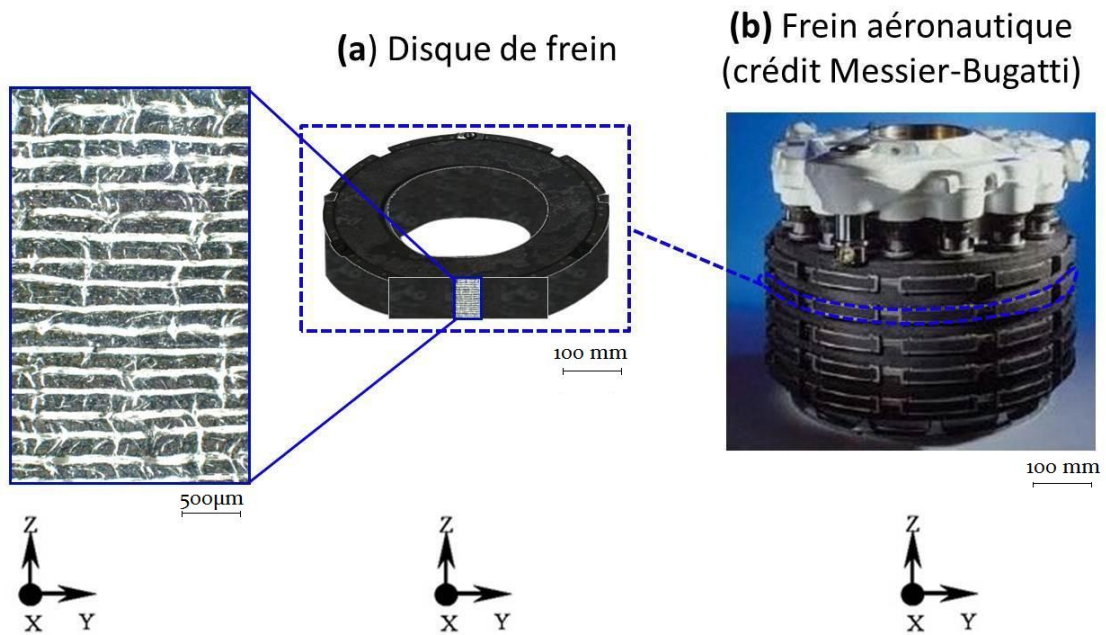 (a) Disque de frein
(b) Frein aéronautique
(crédit Messier-Bugatti)
100 mm
500µm
100 mm
Z
X Y
Z
X Y
Z
X Y